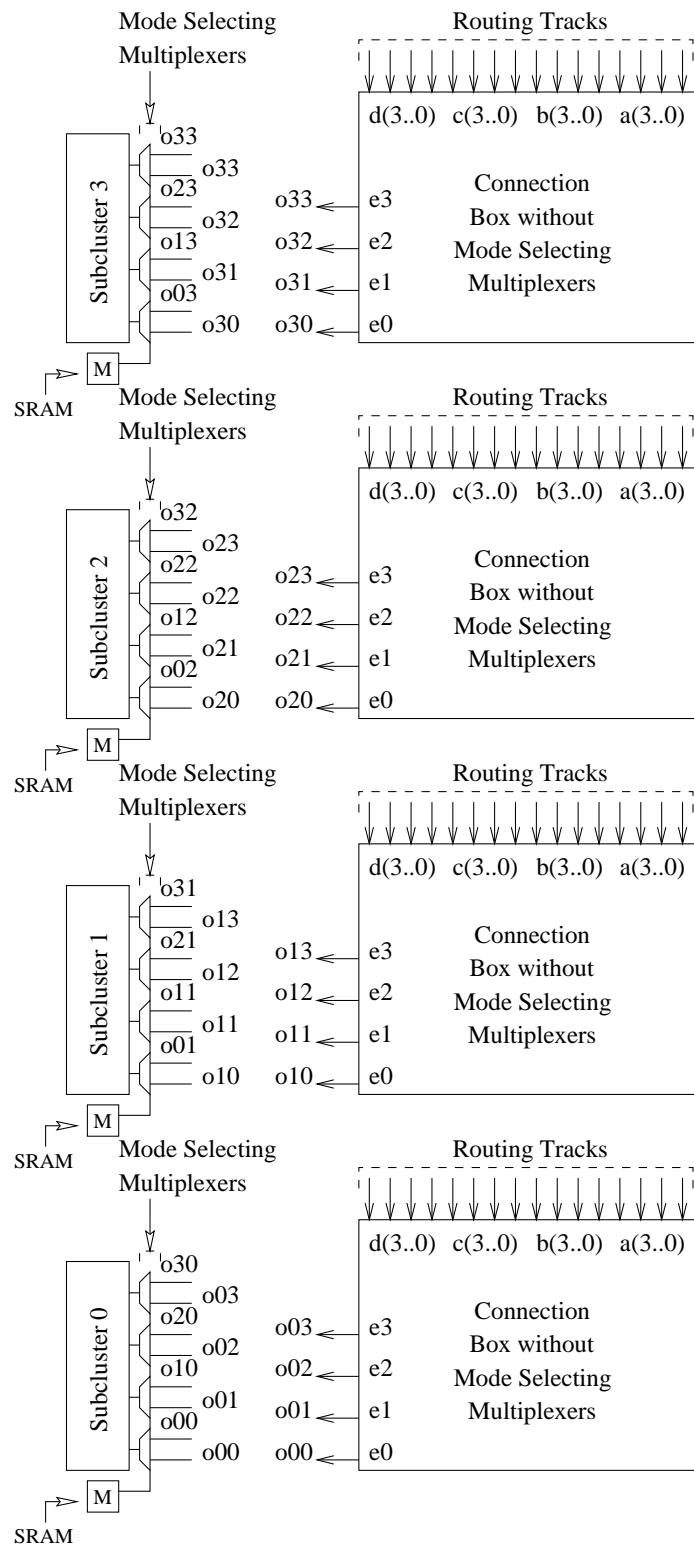 Mode Selecting
Multiplexers
Routing Tracks
d(3..0) c(3..0) b(3..0) a(3..0)
Subcluster 3
o33
o33
o23
o32
o13
o31
o03
o30
M
SRAM
o33
o32
o31
o30
e3
e2
e1
e0
Connection
Box without
Mode Selecting
Multiplexers
Mode Selecting
Multiplexers
Routing Tracks
d(3..0) c(3..0) b(3..0) a(3..0)
Subcluster 2
o32
o23
o22
o22
o12
o21
o02
o20
M
SRAM
o23
o22
o21
o20
e3
e2
e1
e0
Connection
Box without
Mode Selecting
Multiplexers
Mode Selecting
Multiplexers
Routing Tracks
d(3..0) c(3..0) b(3..0) a(3..0)
Subcluster 1
o31
o13
o21
o12
o11
o11
o01
o10
M
SRAM
o13
o12
o11
o10
e3
e2
e1
e0
Connection
Box without
Mode Selecting
Multiplexers
Mode Selecting
Multiplexers
Routing Tracks
d(3..0) c(3..0) b(3..0) a(3..0)
Subcluster 0
o30
o03
o20
o02
o10
o01
o00
o00
M
SRAM
o03
o02
o01
o00
e3
e2
e1
e0
Connection
Box without
Mode Selecting
Multiplexers